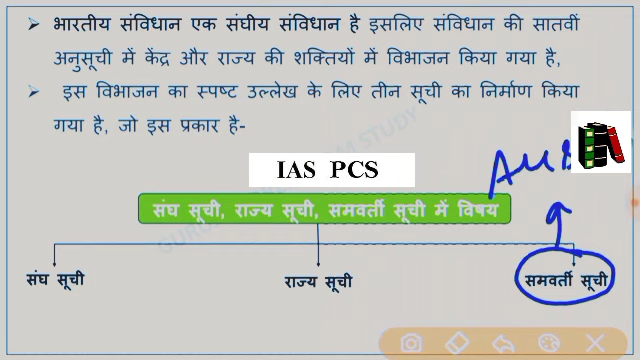 भारतीय संविधान एक संघीय संविधान है इसलिए संविधान की सातवीं
अनुसूची में केंद्र और राज्य की शक्तियों में विभाजन किया गया है,
इस विभाजन का स्पष्ट उल्लेख के लिए तीन सूची का निर्माण किया
गया है, जो इस प्रकार है-
IAS PCS
संघ सूची, राज्य सूची, समवर्ती सूची में विषय
संघ सूची राज्य सूची समवर्ती सूची